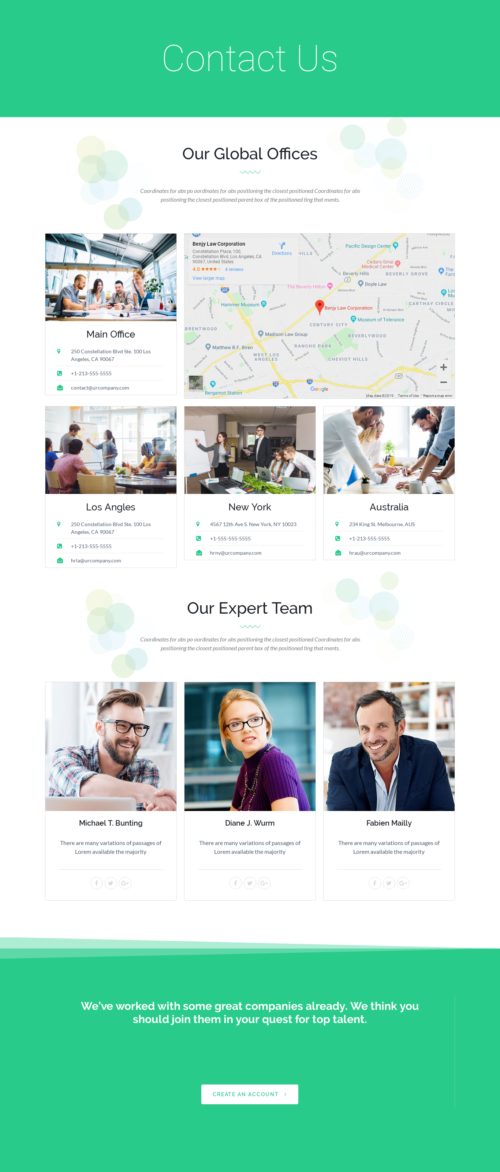 Contact Us
Our Global Offices
Coordinates for abs po oordinates for abs positioning the closest positioned Coordinates for abs
positioning the closest positioned parent box of the positioned ting that ments.
Main Office
250 Constellation Blvd Ste. 100 Los
Angeles, CA 90067
+1-213-555-5555
contact@urcompany.com
Benjy Law Corporation
Constellation Place, 100,
Constellation Blvd, Los Angeles, CA
90067, United States
4.0 ★★★★ 4 reviews
View larger map
Directions
HILLS
Pacific Design Center
Cedars-Sinai
Medical Center
Beverly Hills
BEVERLY GROVE
Petersen
The Beverly Hilton
Boyle Law
CARTHAY CIRCLE
Hammer Museum
Benjy Law Corporation
Museum of Tolerance
BRENTWOOD
CENTURY CITY
Madison Law Group
BEVERLYWOOD
Matthew B.F. Biren
RANCHO PARK
WEST LOS
ANGELES
CHEVIOT HILLS
Bergamot Station
Google
Map data ©2019
Terms of Use
Report a map error
Los Angles
250 Constellation Blvd Ste. 100 Los
Angeles, CA 90067
+1-213-555-5555
hrla@urcompany.com
New York
4567 12th Ave S. New York, NY 10023
+1-555-555-5555
hrny@urcompany.com
Australia
234 King St. Melbourne, AUS
+1-213-555-5555
hrau@urcompany.com
Our Expert Team
Coordinates for abs po oordinates for abs positioning the closest positioned Coordinates for abs
positioning the closest positioned parent box of the positioned ting that ments.
Michael T. Bunting
There are many variations of passages of
Lorem available the majority
Diane J. Wurm
There are many variations of passages of
Lorem available the majority
Fabien Mailly
There are many variations of passages of
Lorem available the majority
We've worked with some great companies already. We think you
should join them in your quest for top talent.
CREATE AN ACCOUNT